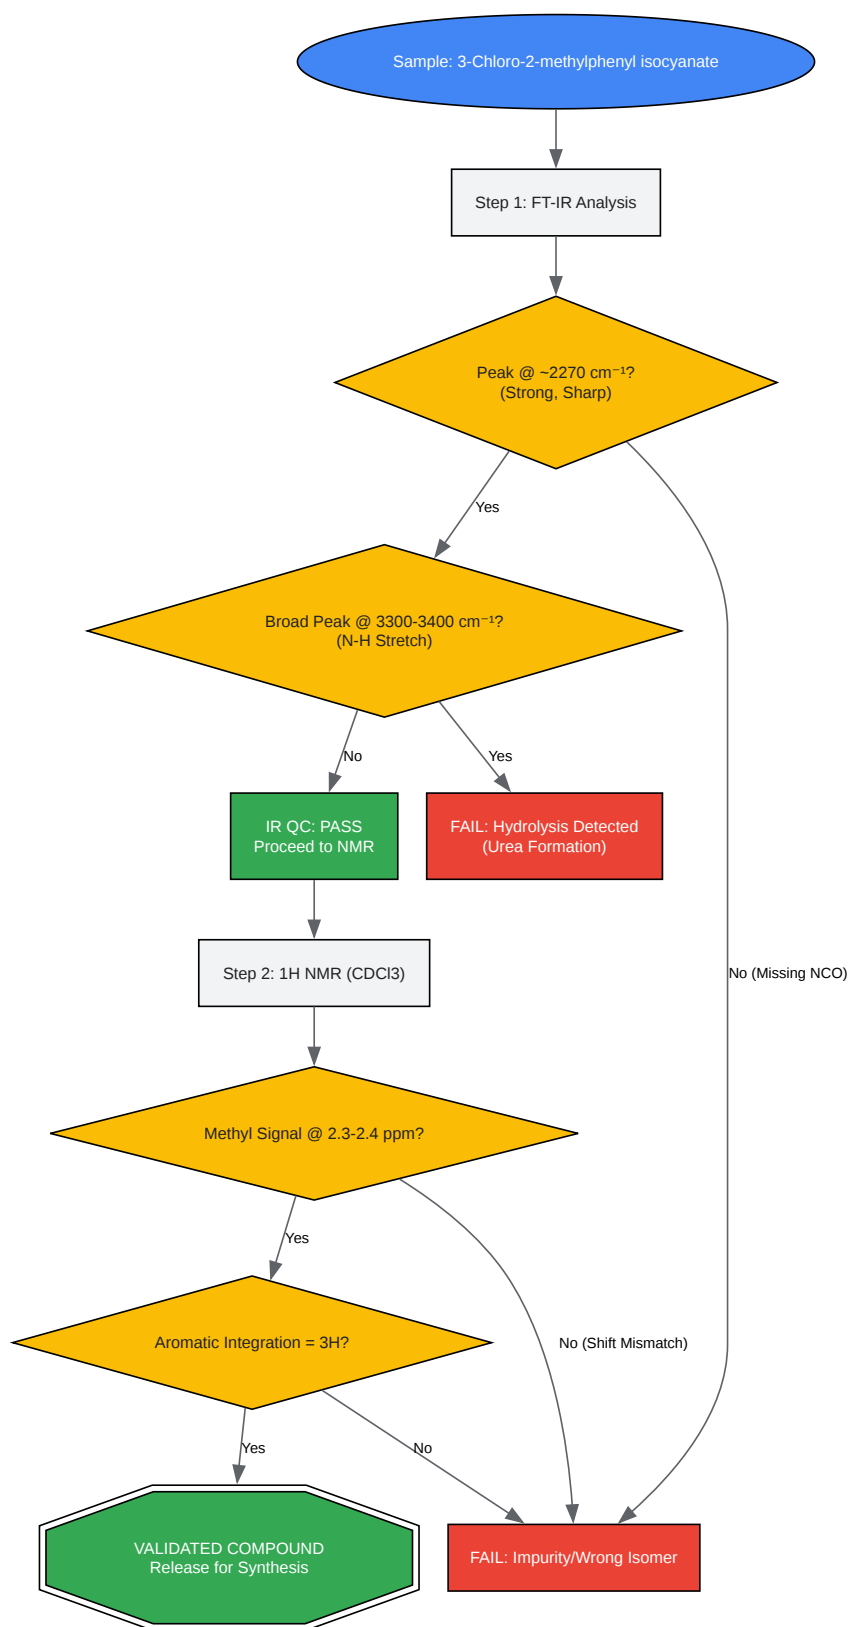 Sample: 3-Chloro-2-methylphenyl isocyanate
Step 1: FT-IR Analysis
Peak @ ~2270 cm⁻¹?
(Strong, Sharp)
Yes
Broad Peak @ 3300-3400 cm⁻¹?
(N-H Stretch)
No
Yes
IR QC: PASS
Proceed to NMR
FAIL: Hydrolysis Detected
(Urea Formation)
Step 2: 1H NMR (CDCl3)
No (Missing NCO)
Methyl Signal @ 2.3-2.4 ppm?
Yes
Aromatic Integration = 3H?
No (Shift Mismatch)
Yes
No
VALIDATED COMPOUND
Release for Synthesis
FAIL: Impurity/Wrong Isomer